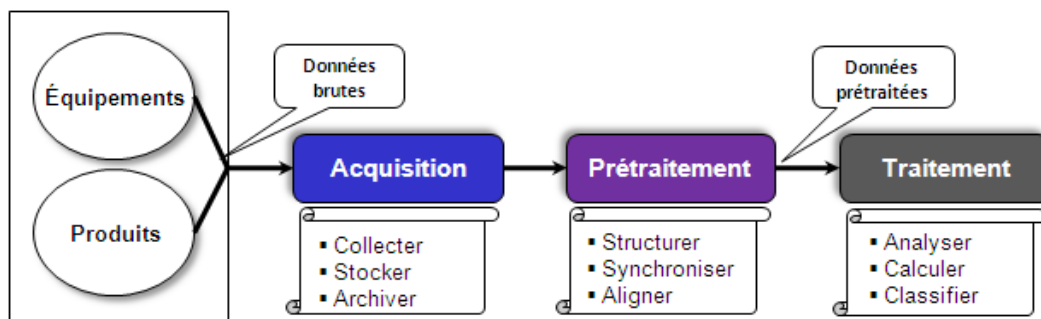 Équipements
Produits
Données
brutes
Acquisition
▪ Collecter
▪ Stocker
▪ Archiver
Prétraitement
▪ Structurer
▪ Synchroniser
▪ Aligner
Données
prétraitées
Traitement
▪ Analyser
▪ Calculer
▪ Classifier